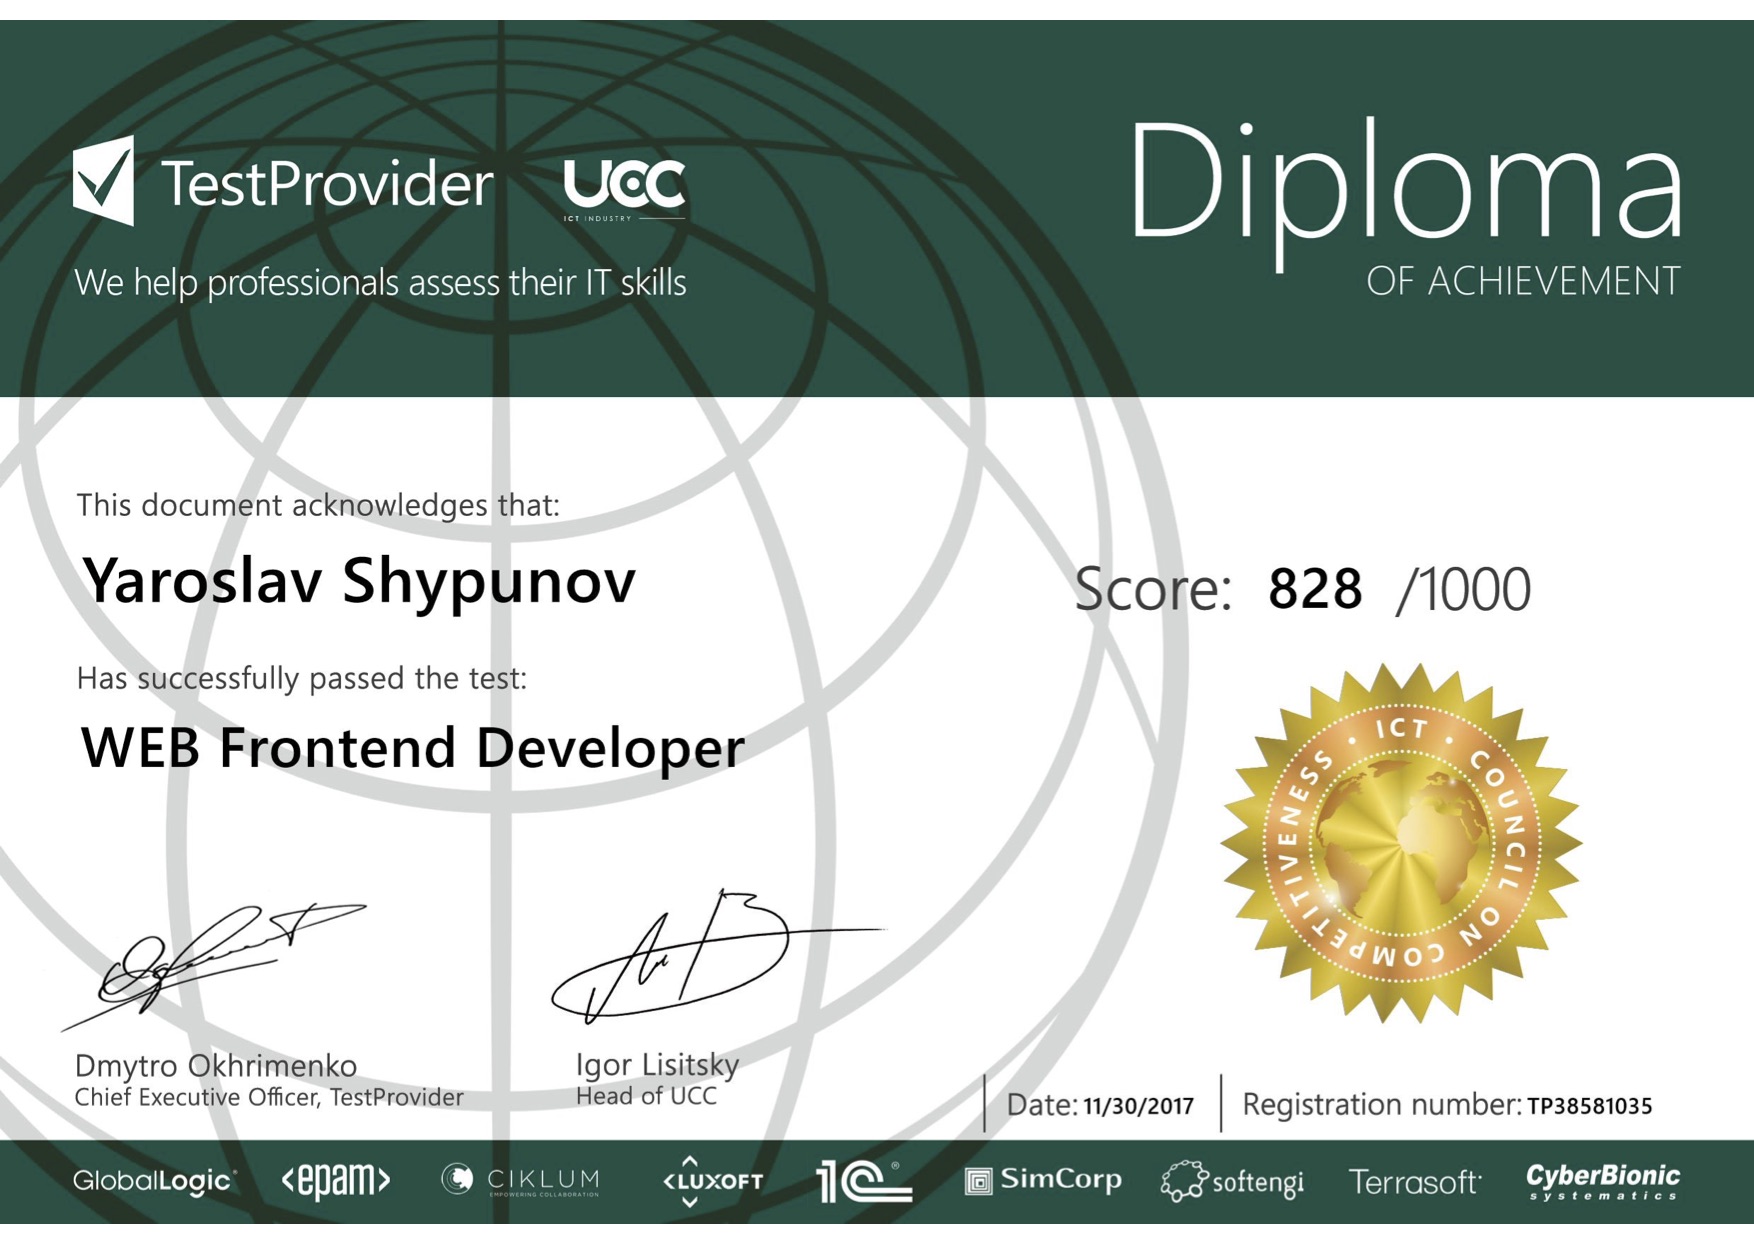 TestProvider
UCC
ICT INDUSTRY
We help professionals assess their IT skills
Diploma
OF ACHIEVEMENT
This document acknowledges that:
Yaroslav Shypunov
Score: 828 /1000
Has successfully passed the test:
WEB Frontend Developer
ICT • COUNCIL ON COMPETITIVENESS •
Dmytro Okhrimenko
Chief Executive Officer, TestProvider
Igor Lisitsky
Head of UCC
Date: 11/30/2017
Registration number: TP38581035
GlobalLogic®
<epam>
CIKLUM
EMPOWERING COLLABORATION
<LUXOFT
1C®
SimCorp
softengi
Terrasoft
CyberBionic
systematics